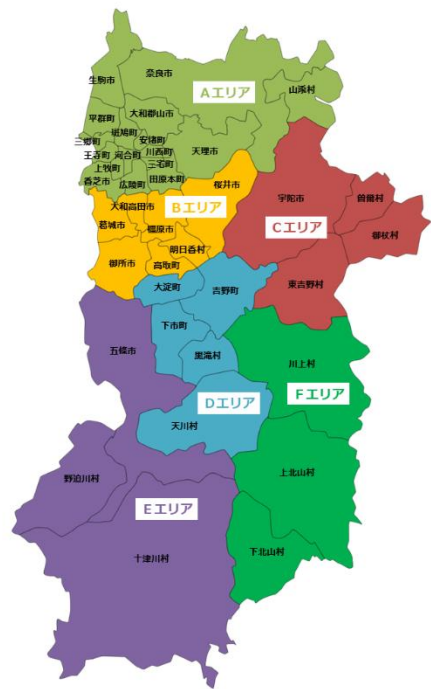 奈良市
生駒市
Aエリア
山添村
平群町
大和郡山市
斑鳩町
三郷町
安堵町
王寺町
河合町
川西町
天理市
三宅町
上牧町
香芝市
広陵町
田原本町
桜井市
大和高田市
Bエリア
宇陀市
曽爾村
葛城市
橿原市
Cエリア
御杖村
明日香村
御所市
高取町
大淀町
吉野町
東吉野村
下市町
五條市
黒滝村
川上村
Fエリア
Dエリア
天川村
上北山村
野迫川村
Eエリア
下北山村
十津川村